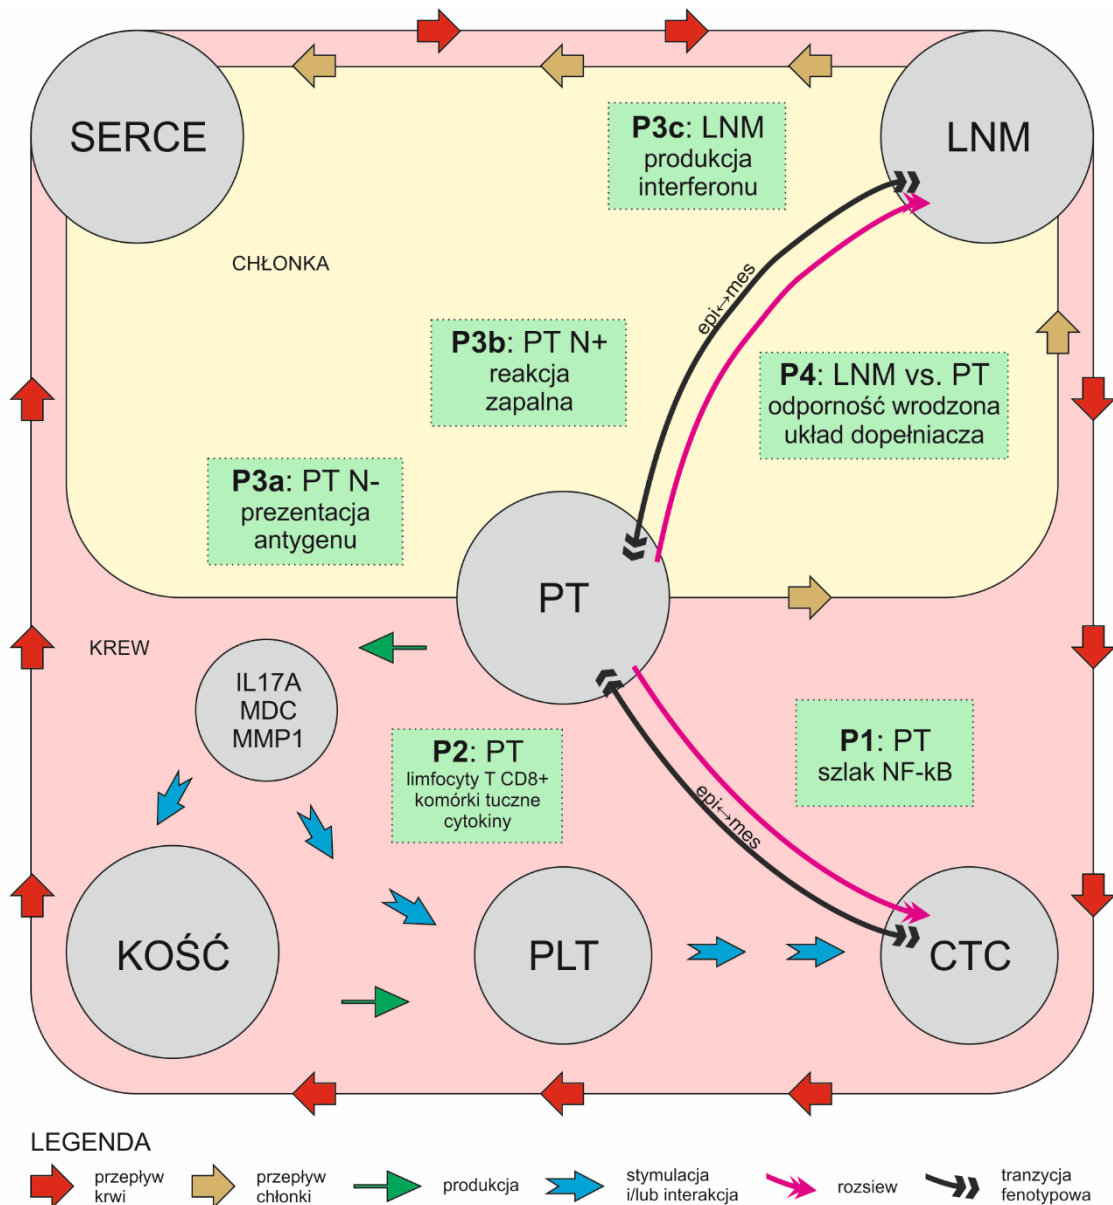 SERCE
LNM
P3c: LNM
produkcja
interferonu
CHŁONKA
epi↔mes
P3b: PT N+
reakcja
zapalna
P4: LNM vs. PT
odporność wrodzona
układ dopełniacza
P3a: PT N-
prezentacja
antygenu
PT
KREW
IL17A
MDC
MMP1
P2: PT
limfocyty T CD8+
komórki tuczne
cytokiny
P1: PT
szlak NF-kB
epi↔mes
KOŚĆ
PLT
CTC
LEGENDA
przepływ
krwi
przepływ
chłonki
produkcja
stymulacja
i/lub interakcja
rozsiew
tranzycja
fenotypowa